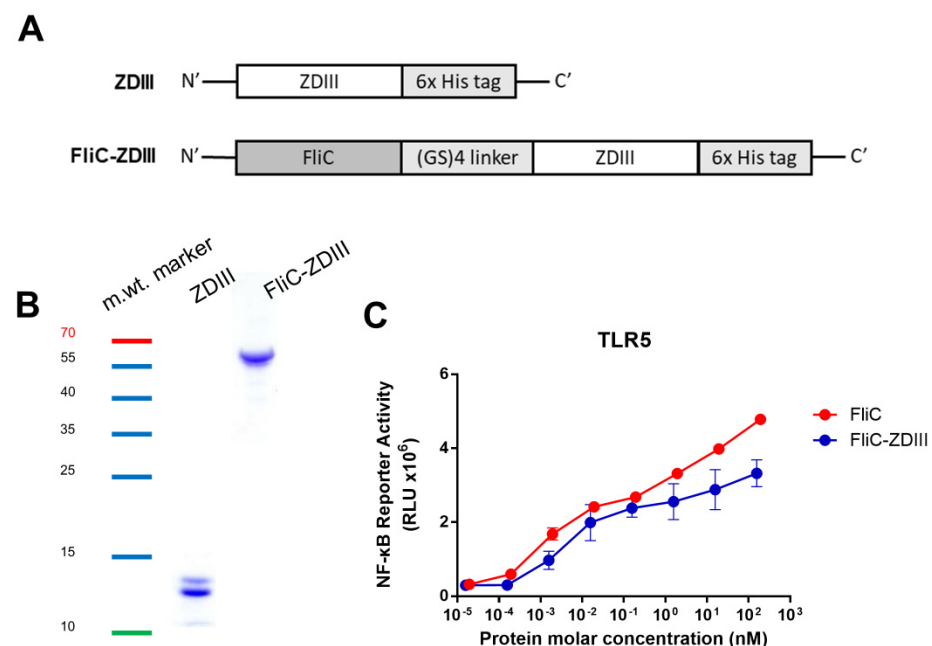 A
ZDIII N’ ZDIII 6x His tag C’
FliC-ZDIII N’ FliC (GS)4 linker ZDIII 6x His tag C’
B
m.wt. marker
ZDIII
FliC-ZDIII
70
55
40
35
25
15
10
C
TLR5
NF-κB Reporter Activity
(RLU x10⁶)
6
4
2
0
10⁻⁵ 10⁻⁴ 10⁻³ 10⁻² 10⁻¹ 10⁰ 10¹ 10² 10³
Protein molar concentration (nM)
FliC
FliC-ZDIII